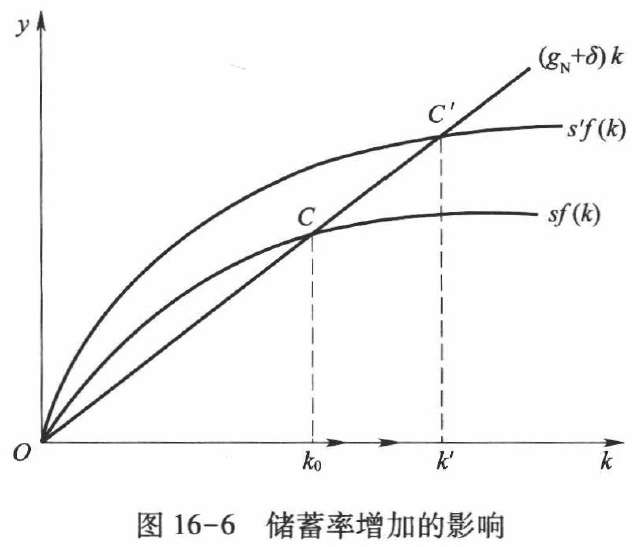 y
(g_N+δ)k
C'
s'f(k)
C
sf(k)
O
k₀
k'
k
图 16-6 储蓄率增加的影响